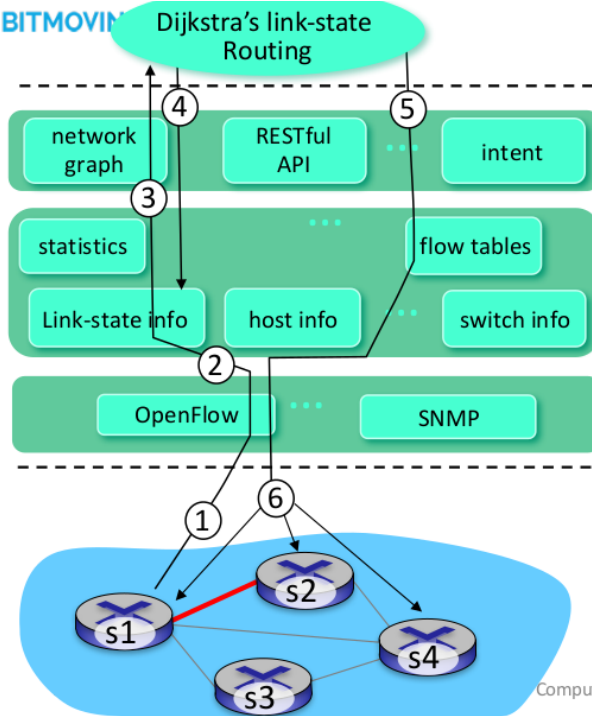 BITMOVIN
Dijkstra's link-state
Routing
4
5
network
graph
RESTful
API
intent
3
statistics
flow tables
Link-state info
host info
switch info
2
OpenFlow
SNMP
1
6
s1
s2
s4
s3
Compu